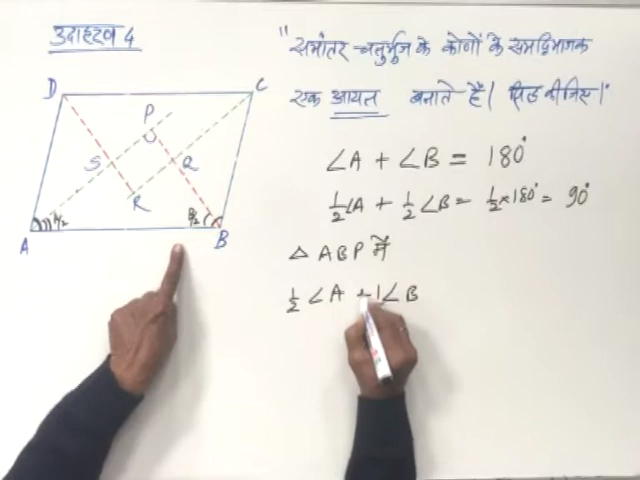 उदाहरण 4
"समांतर चतुर्भुज के कोणों के समद्विभाजक
एक आयत बनाते हैं। सिद्ध कीजिए।
D
C
P
S
Q
R
A/2
B/2
A
B
∠A + ∠B = 180°
1/2∠A + 1/2∠B = 1/2×180° = 90°
△ ABP में
1/2 ∠A + 1∠B